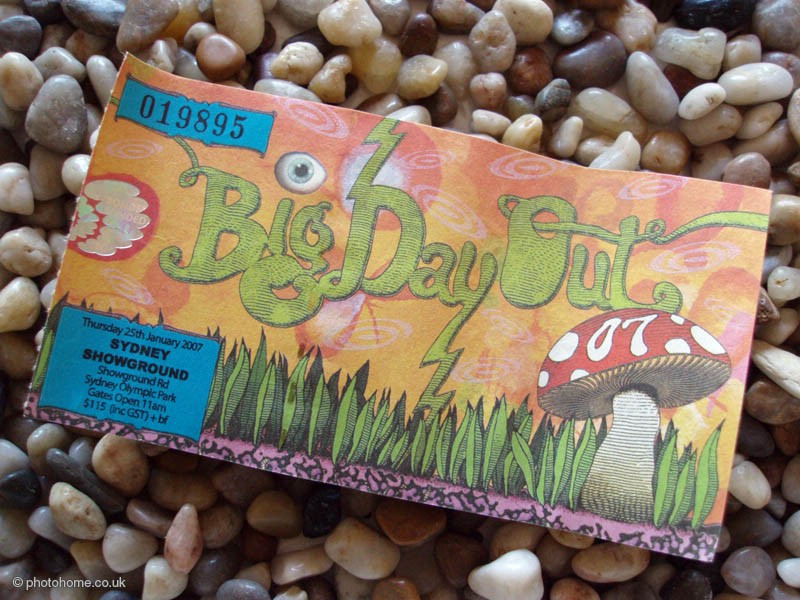 019895
Big Day Out
07
Thursday 25th January 2007
SYDNEY
SHOWGROUND
Showground Rd
Sydney Olympic Park
Gates Open 11am
$115 (inc GST) + bf
© photohome.co.uk